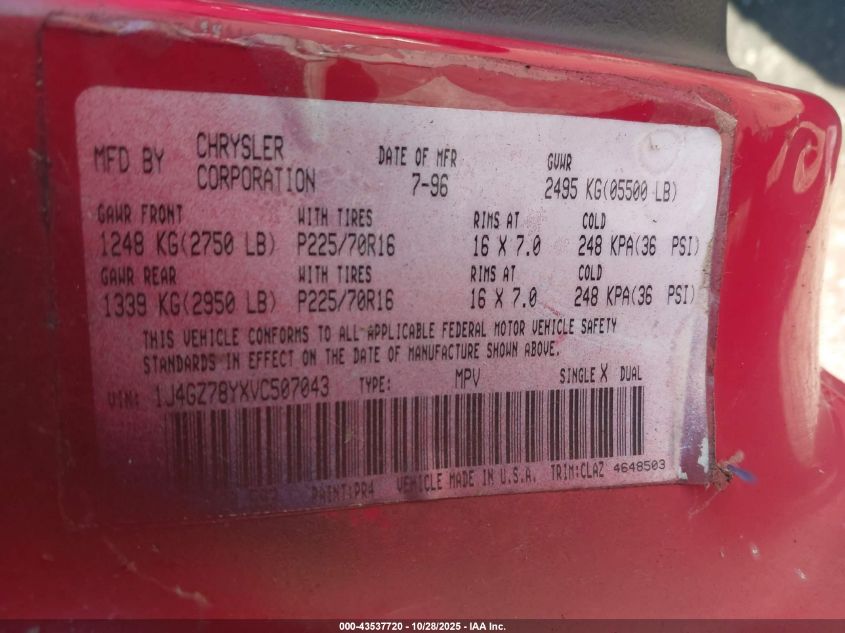 MFD BY CHRYSLER CORPORATION DATE OF MFR 7-96 GVWR 2495 KG(05500 LB)
GAWR FRONT WITH TIRES RIMS AT COLD
1248 KG(2750 LB) P225/70R16 16 X 7.0 248 KPA(36 PSI)
GAWR REAR WITH TIRES RIMS AT COLD
1339 KG(2950 LB) P225/70R16 16 X 7.0 248 KPA(36 PSI)
THIS VEHICLE CONFORMS TO ALL APPLICABLE FEDERAL MOTOR VEHICLE SAFETY
STANDARDS IN EFFECT ON THE DATE OF MANUFACTURE SHOWN ABOVE.
VIN: 1J4GZ78YXVC507043 TYPE: MPV SINGLE X DUAL
PAINT:PR4 VEHICLE MADE IN U.S.A. TRIM:CLAZ 4648503
000-43537720 - 10/28/2025 - IAA Inc.